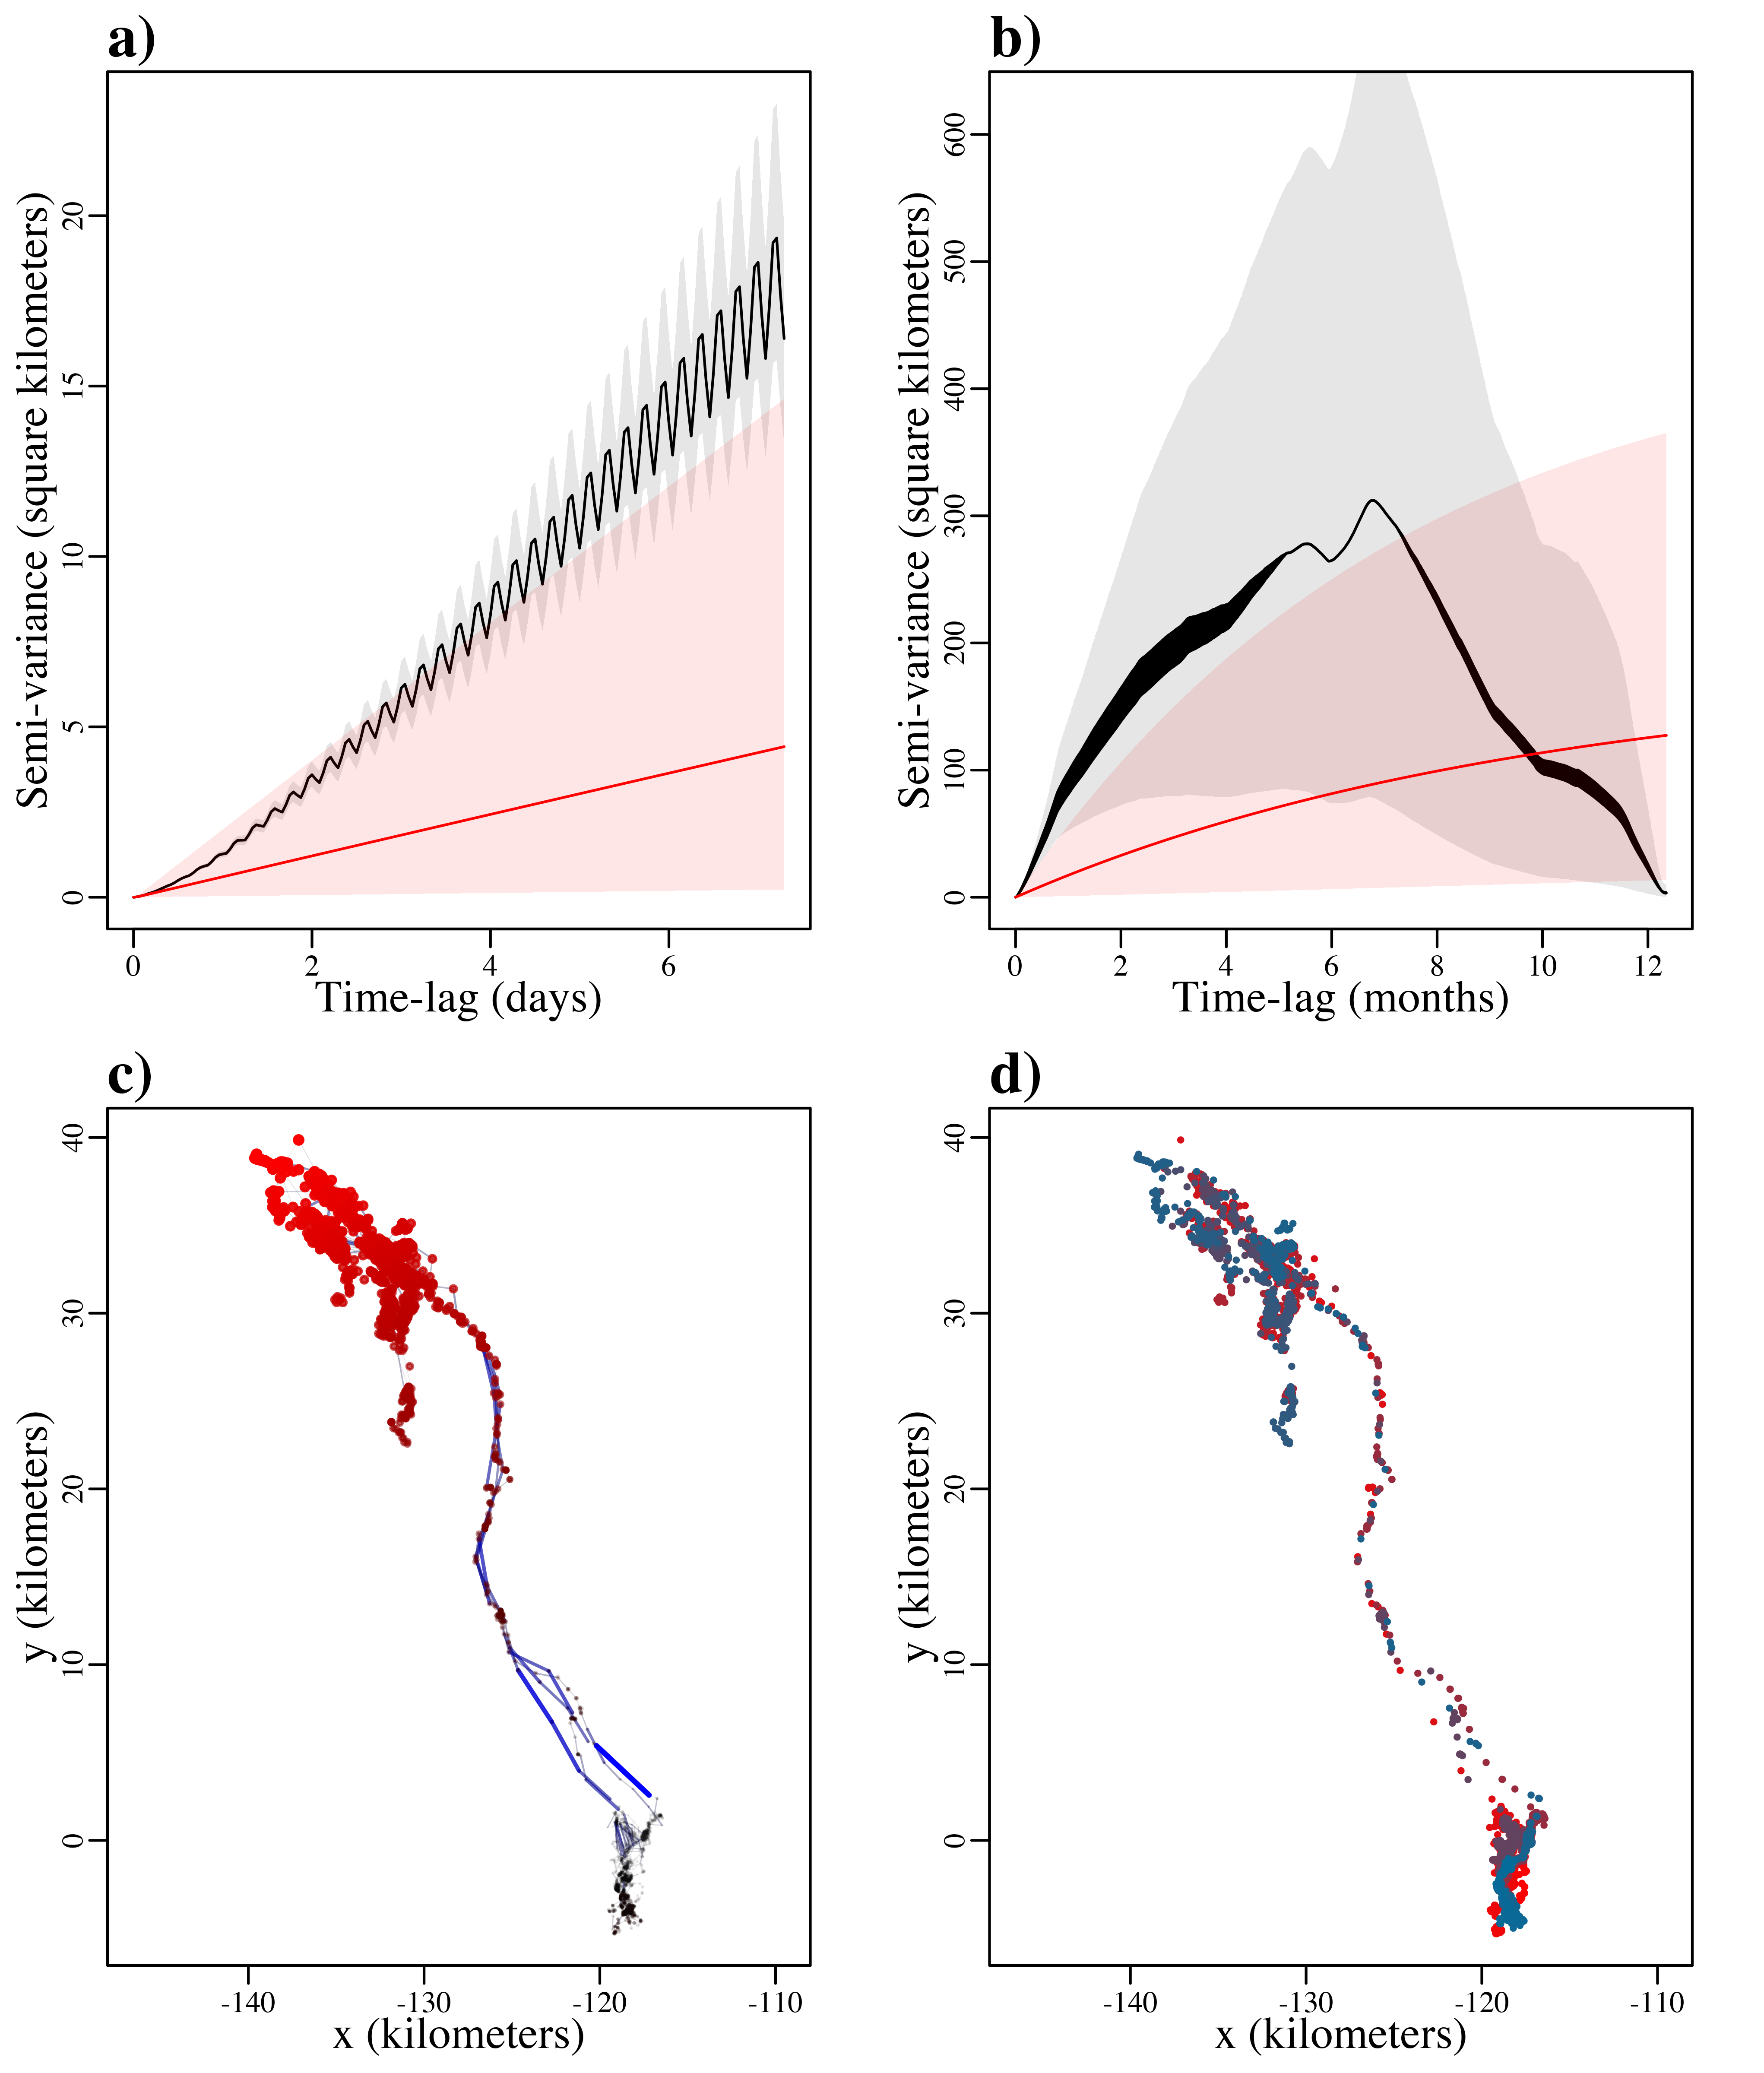 a)
Semi-variance (square kilometers)
0 5 10 15 20
0 2 4 6
Time-lag (days)
b)
Semi-variance (square kilometers)
0 100 200 300 400 500 600
0 2 4 6 8 10 12
Time-lag (months)
c)
y (kilometers)
0 10 20 30 40
-140 -130 -120 -110
x (kilometers)
d)
y (kilometers)
0 10 20 30 40
-140 -130 -120 -110
x (kilometers)